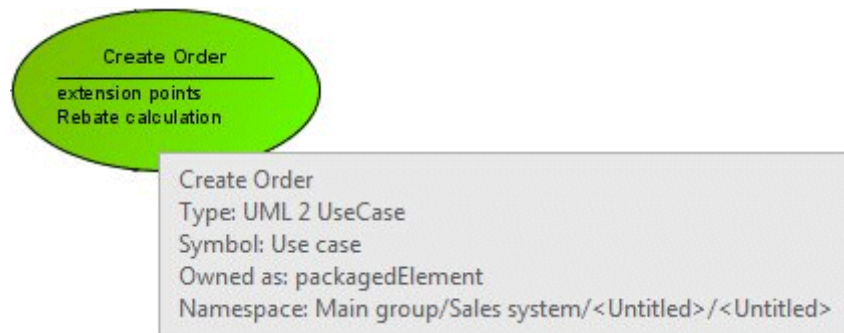 Create Order
extension points
Rebate calculation
Create Order
Type: UML 2 UseCase
Symbol: Use case
Owned as: packagedElement
Namespace: Main group/Sales system/<Untitled>/<Untitled>